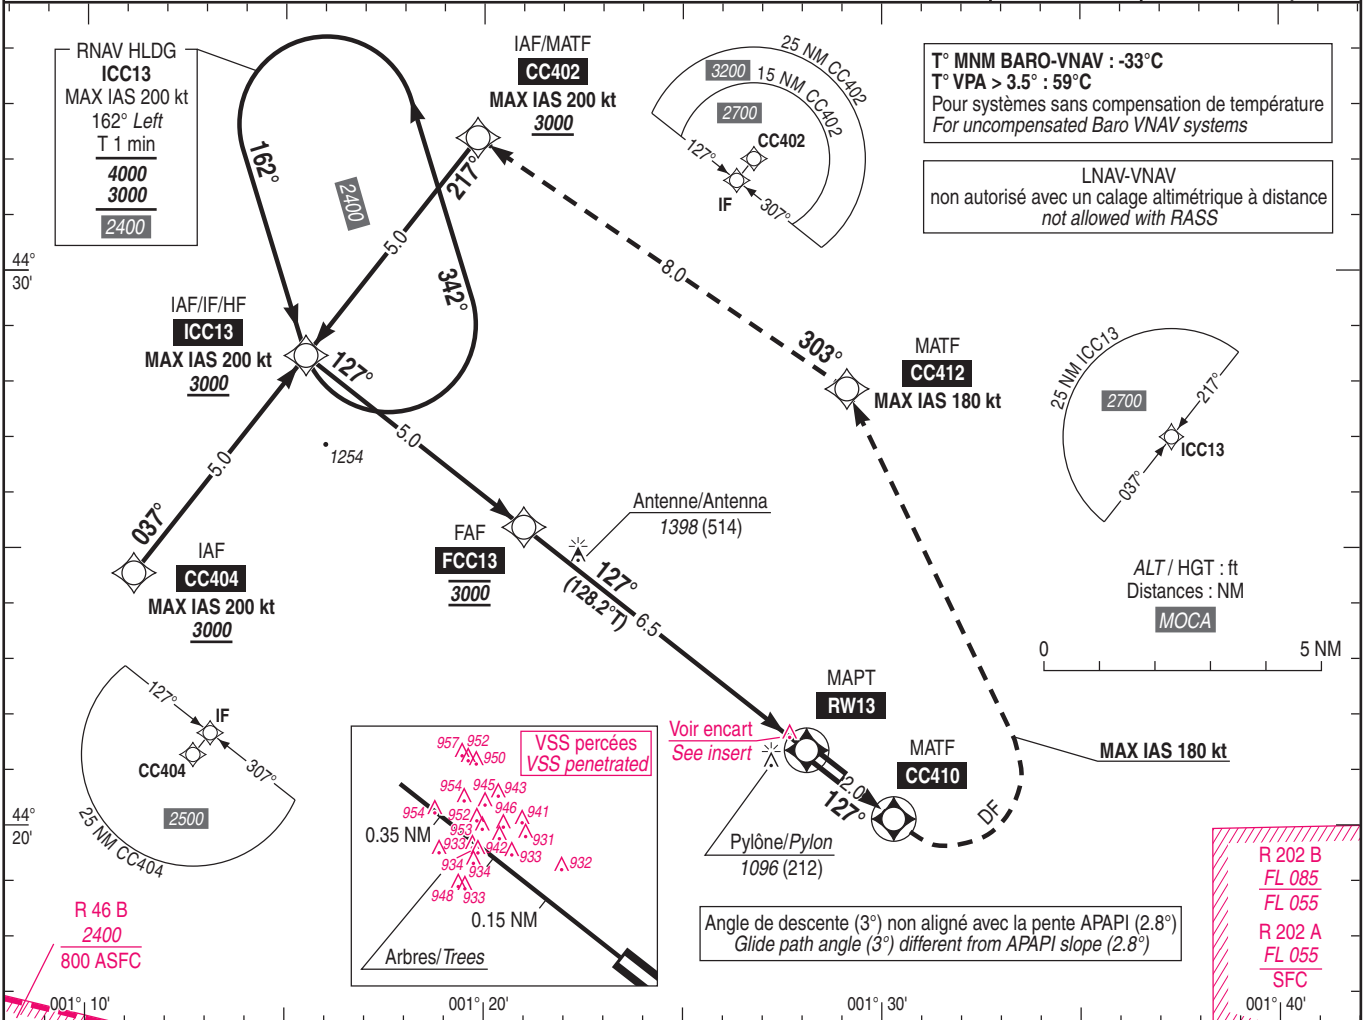 RNAV HLDG
ICC13
MAX IAS 200 kt
162° Left
T 1 min
4000
3000
2400
162°
2400
342°
IAF/MATF
CC402
MAX IAS 200 kt
3000
217°
5.0
25 NM CC402
3200
15 NM CC402
2700
CC402
127°
IF
307°
T° MNM BARO-VNAV : -33°C
T° VPA > 3.5° : 59°C
Pour systèmes sans compensation de température
For uncompensated Baro VNAV systems
LNAV-VNAV
non autorisé avec un calage altimétrique à distance
not allowed with RASS
44°
30'
8.0
303°
IAF/IF/HF
ICC13
MAX IAS 200 kt
3000
127°
5.0
1254
5.0
037°
MATF
CC412
MAX IAS 180 kt
25 NM ICC13
2700
217°
ICC13
037°
IAF
CC404
MAX IAS 200 kt
3000
FAF
FCC13
3000
Antenne/Antenna
1398 (514)
127°
(128.2°T)
6.5
ALT / HGT : ft
Distances : NM
MOCA
0
5 NM
127°
IF
CC404
307°
2500
25 NM CC404
MAPT
RW13
Voir encart
See insert
MATF
CC410
2.0
127°
DF
MAX IAS 180 kt
Pylône/Pylon
1096 (212)
VSS percées
VSS penetrated
957
952
950
954
945
943
954
952
946
941
953
931
933
942
933
934
934
932
948
933
0.35 NM
0.15 NM
Arbres/Trees
44°
20'
Angle de descente (3°) non aligné avec la pente APAPI (2.8°)
Glide path angle (3°) different from APAPI slope (2.8°)
R 46 B
2400
800 ASFC
R 202 B
FL 085
FL 055
R 202 A
FL 055
SFC
001° 10'
001° 20'
001° 30'
001° 40'